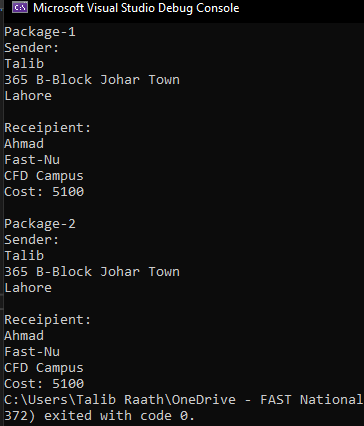 Microsoft Visual Studio Debug Console
Package-1
Sender:
Talib
365 B-Block Johar Town
Lahore
Receipient:
Ahmad
Fast-Nu
CFD Campus
Cost: 5100
Package-2
Sender:
Talib
365 B-Block Johar Town
Lahore
Receipient:
Ahmad
Fast-Nu
CFD Campus
Cost: 5100
C:\Users\Talib Raath\OneDrive - FAST National
372) exited with code 0.